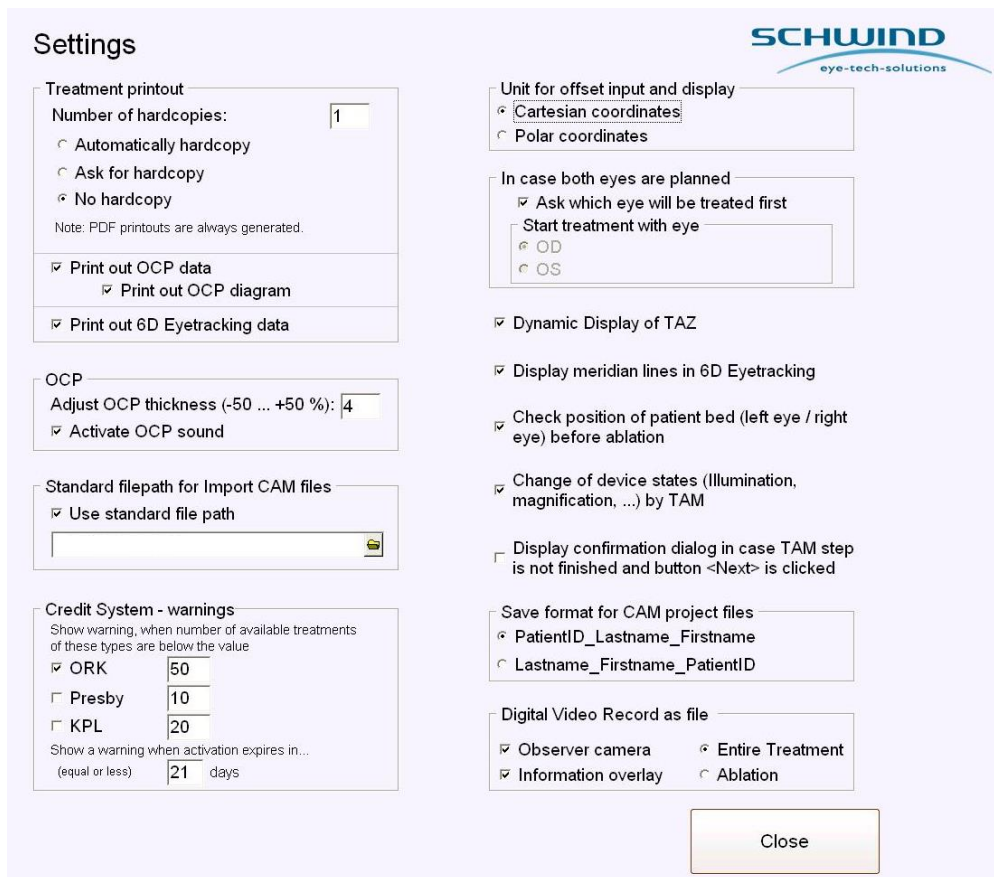 Settings
SCHWIND
eye-tech-solutions
Treatment printout
Number of hardcopies: 1
Automatically hardcopy
Ask for hardcopy
No hardcopy
Note: PDF printouts are always generated.
Print out OCP data
Print out OCP diagram
Print out 6D Eyetracking data
OCP
Adjust OCP thickness (-50 ... +50 %): 4
Activate OCP sound
Standard filepath for Import CAM files
Use standard file path
Credit System - warnings
Show warning, when number of available treatments
of these types are below the value
ORK 50
Presby 10
KPL 20
Show a warning when activation expires in...
(equal or less) 21 days
Unit for offset input and display
Cartesian coordinates
Polar coordinates
In case both eyes are planned
Ask which eye will be treated first
Start treatment with eye
OD
OS
Dynamic Display of TAZ
Display meridian lines in 6D Eyetracking
Check position of patient bed (left eye / right
eye) before ablation
Change of device states (Illumination,
magnification, ...) by TAM
Display confirmation dialog in case TAM step
is not finished and button <Next> is clicked
Save format for CAM project files
PatientID_Lastname_Firstname
Lastname_Firstname_PatientID
Digital Video Record as file
Observer camera Entire Treatment
Information overlay Ablation
Close